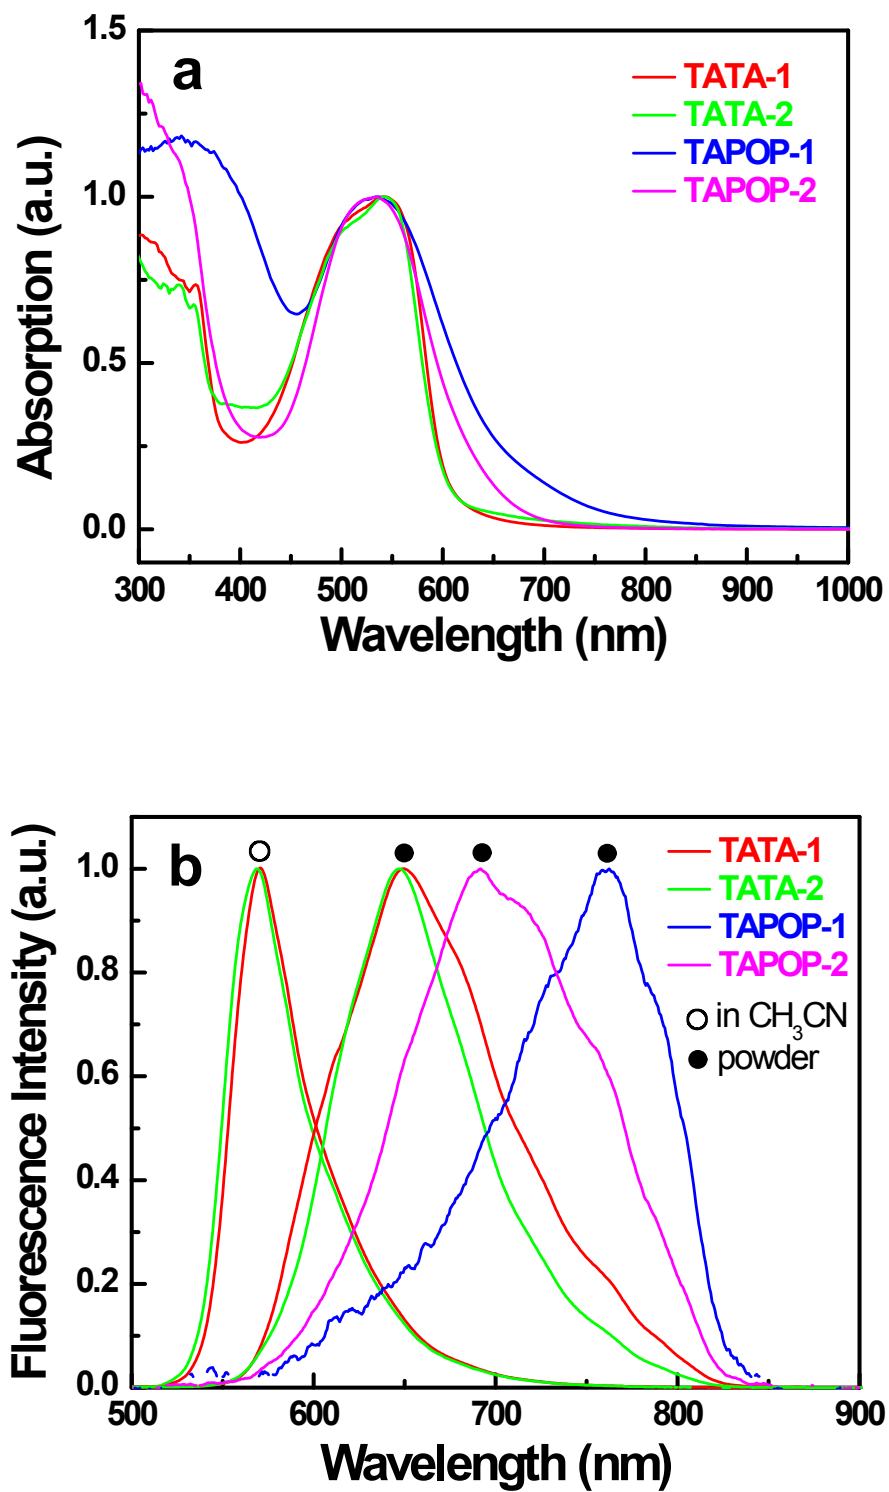 1.5
a
TATA-1
TATA-2
TAPOP-1
TAPOP-2
1.0
0.5
0.0
Absorption (a.u.)
300 400 500 600 700 800 900 1000
Wavelength (nm)
b
TATA-1
TATA-2
TAPOP-1
TAPOP-2
in CH₃CN
powder
1.0
0.8
0.6
0.4
0.2
0.0
Fluorescence Intensity (a.u.)
500 600 700 800 900
Wavelength (nm)